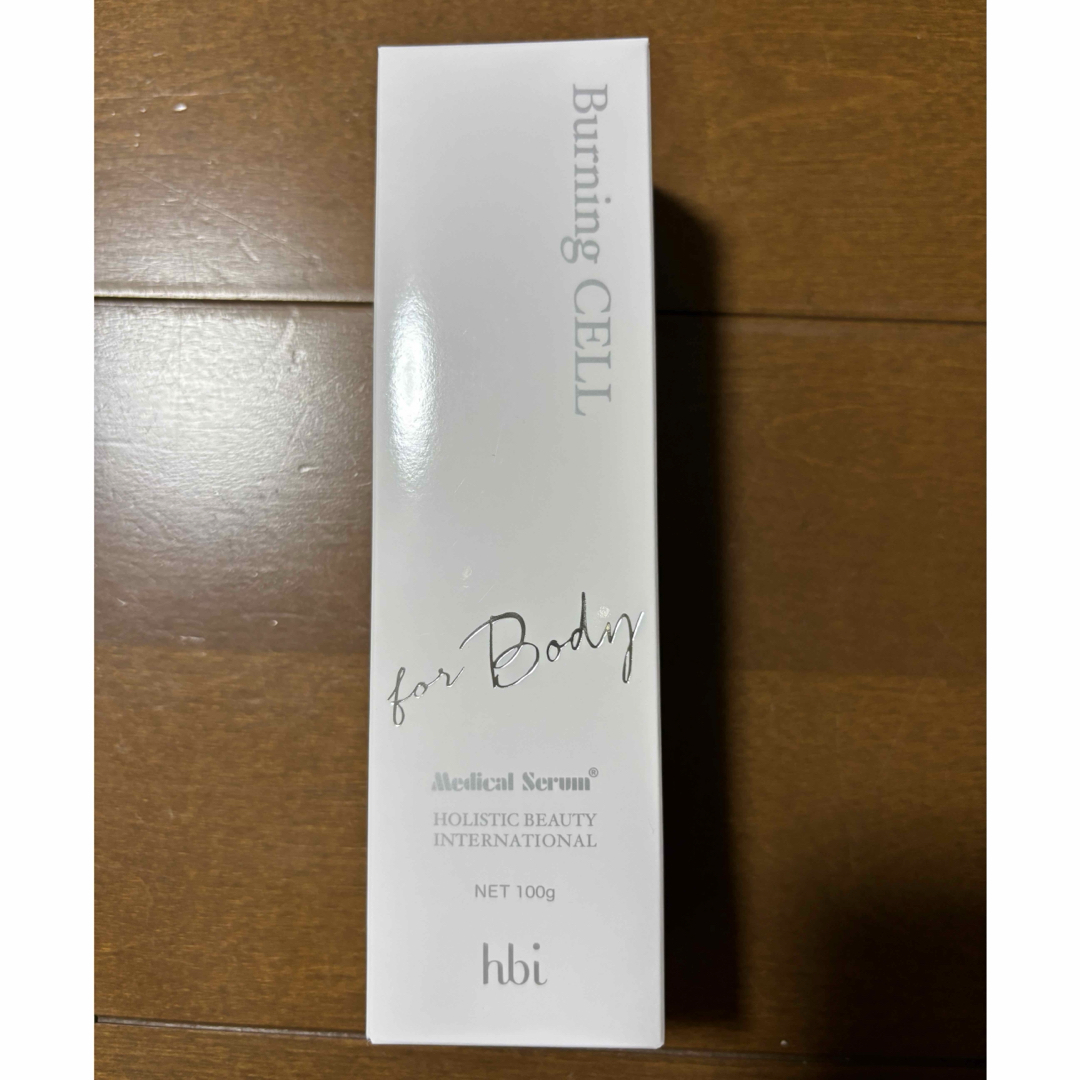 Burning CELL
for Body
Medical Serum®
HOLISTIC BEAUTY
INTERNATIONAL
NET 100g
hbi